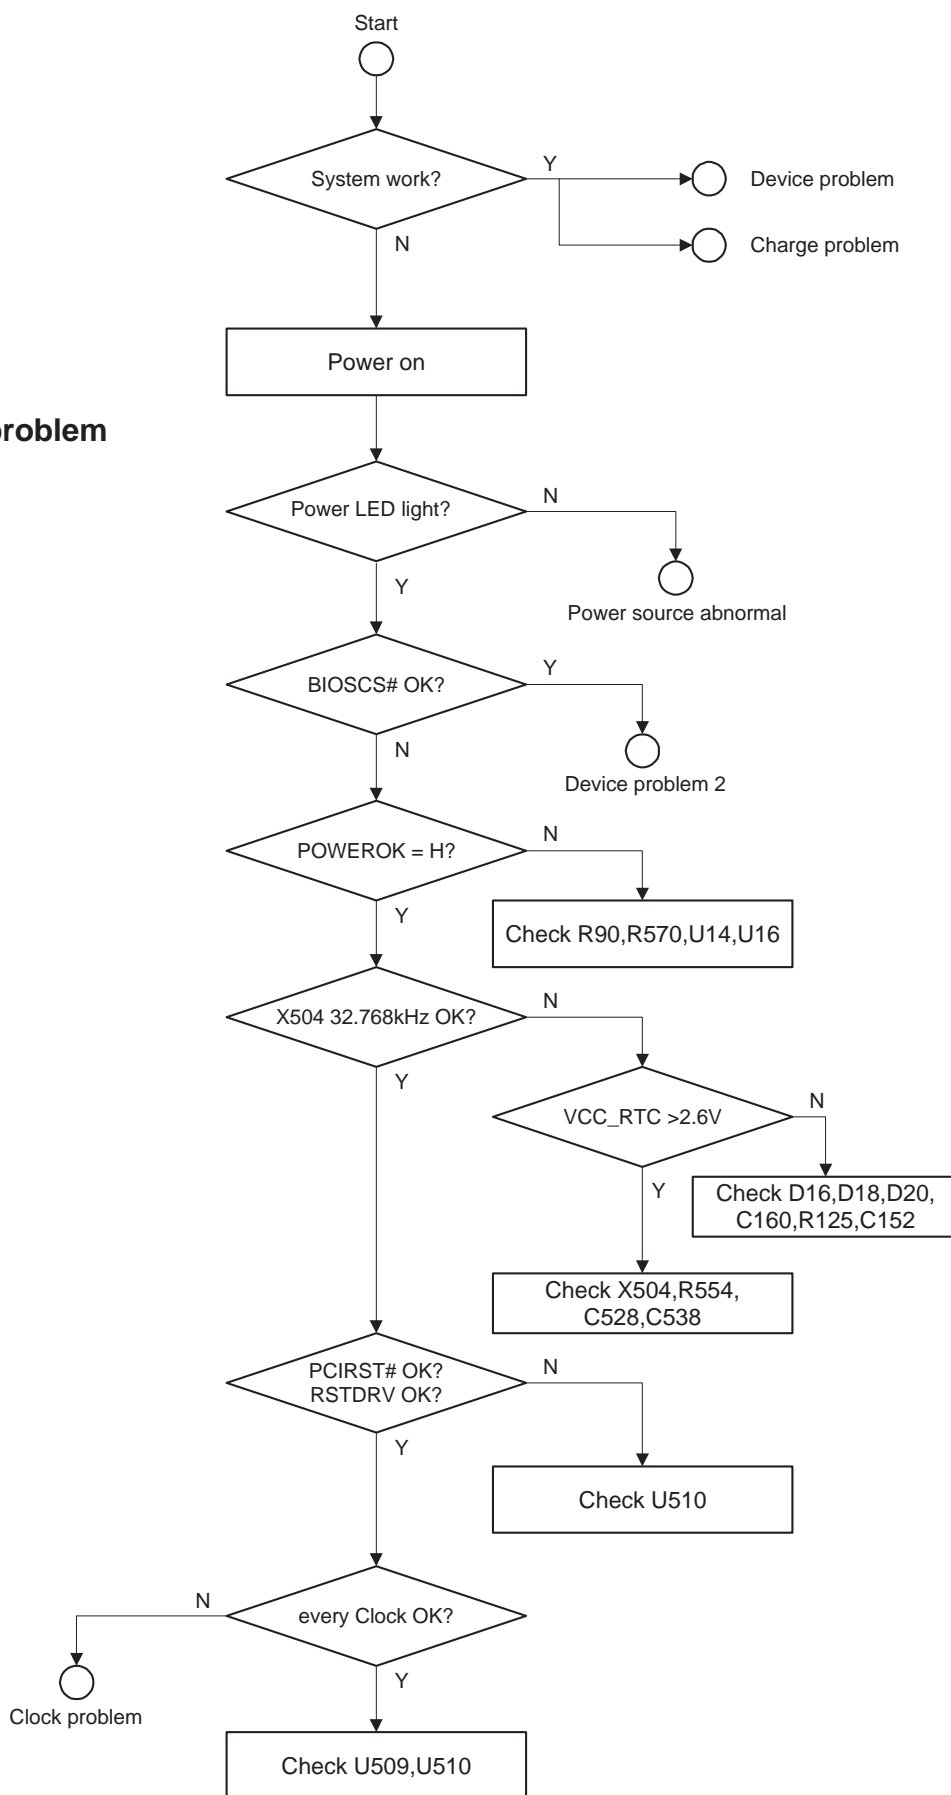 Start
System work?
Y
Device problem
Charge problem
N
Power on
problem
Power LED light?
N
Y
Power source abnormal
BIOSCS# OK?
Y
N
Device problem 2
POWEROK = H?
N
Y
Check R90,R570,U14,U16
X504 32.768kHz OK?
N
Y
VCC_RTC >2.6V
N
Y
Check D16,D18,D20,
C160,R125,C152
Check X504,R554,
C528,C538
PCIRST# OK?
RSTDRV OK?
N
Y
Check U510
every Clock OK?
N
Y
Clock problem
Check U509,U510